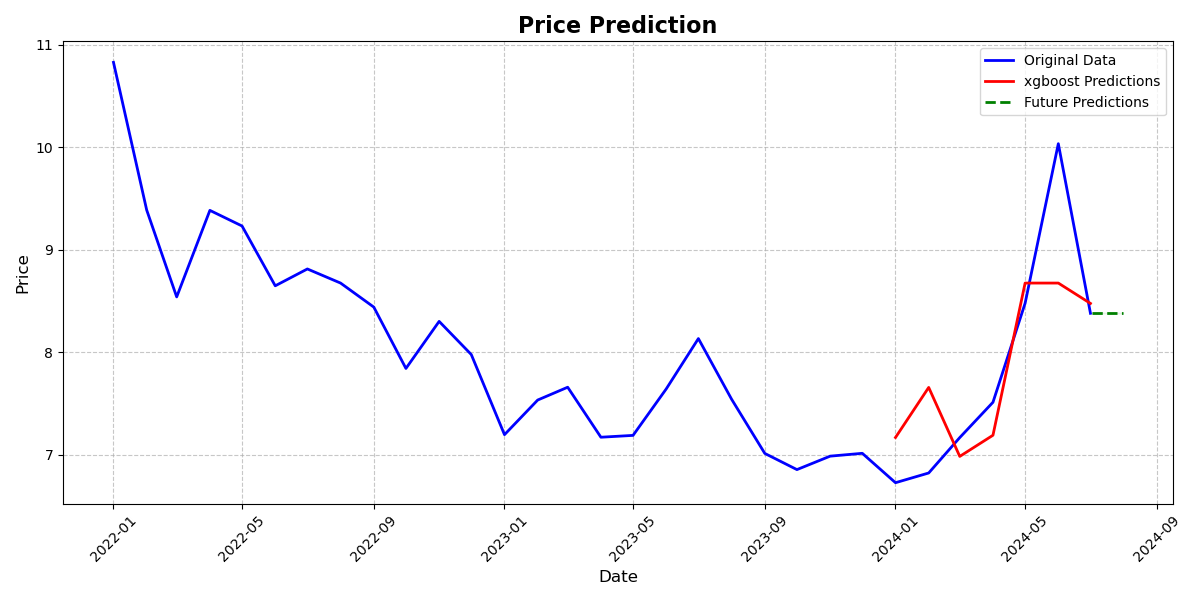 Price Prediction
Original Data
xgboost Predictions
Future Predictions
Price
11
10
9
8
7
2022-01
2022-05
2022-09
2023-01
2023-05
2023-09
2024-01
2024-05
2024-09
Date